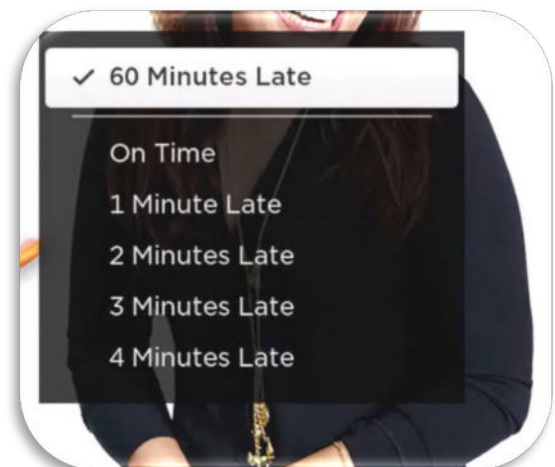 ✓ 60 Minutes Late
On Time
1 Minute Late
2 Minutes Late
3 Minutes Late
4 Minutes Late